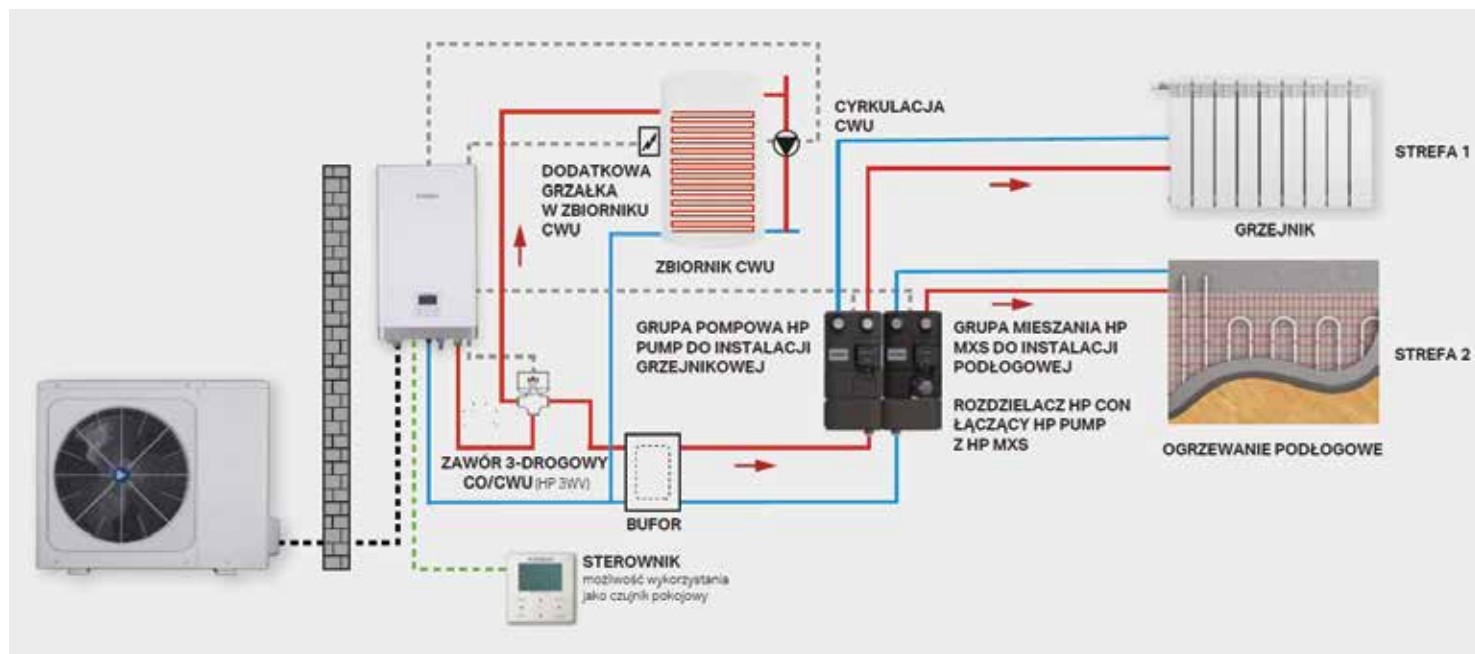 CYRKULACJA
CWU
STREFA 1
DODATKOWA
GRZAŁKA
W ZBIORNIKU
CWU
GRZEJNIK
ZBIORNIK CWU
GRUPA POMPOWA HP
PUMP DO INSTALACJI
GRZEJNIKOWEJ
GRUPA MIESZANIA HP
MXS DO INSTALACJI
PODŁOGOWEJ
STREFA 2
ROZDZIELACZ HP CON
ŁĄCZĄCY HP PUMP
Z HP MXS
OGRZEWANIE PODŁOGOWE
ZAWÓR 3-DROGOWY
CO/CWU (HP 3WV)
BUFOR
STEROWNIK
możliwość wykorzystania
jako czujnik pokojowy